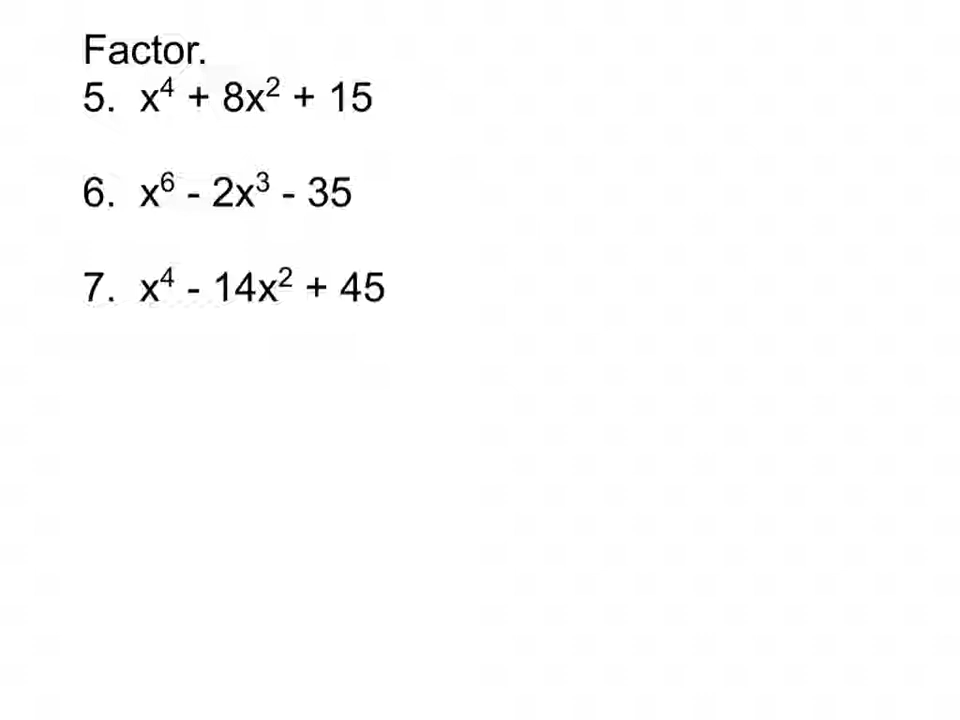 Factor.
5. x⁴ + 8x² + 15
6. x⁶ - 2x³ - 35
7. x⁴ - 14x² + 45